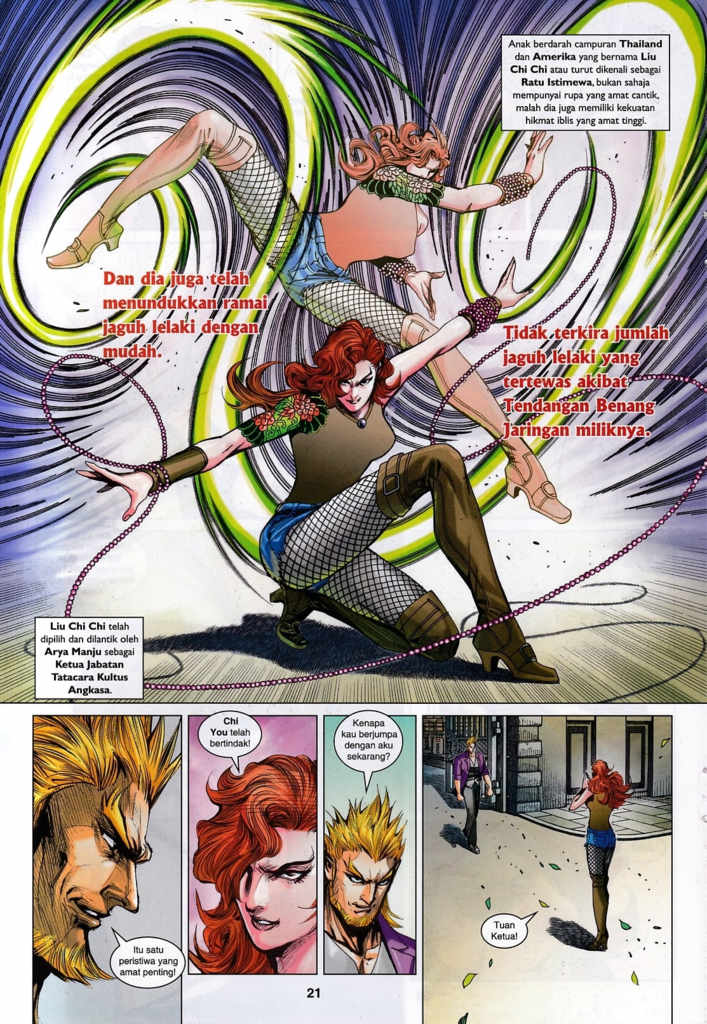 Anak berdarah campuran Thailand
dan Amerika yang bernama Liu
Chi Chi atau turut dikenali sebagai
Ratu Istimewa, bukan sahaja
mempunyai rupa yang amat cantik,
malah dia juga memiliki kekuatan
hikmat iblis yang amat tinggi.
Dan dia juga telah
menundukkan ramai
jaguh lelaki dengan
mudah.
Tidak terkira jumlah
jaguh lelaki yang
tertewas akibat
Tendangan Benang
Jaringan miliknya.
Liu Chi Chi telah
dipilih dan dilantik oleh
Arya Manju sebagai
Ketua Jabatan
Tatacara Kultus
Angkasa.
Tuan
Ketua!
Kenapa
kau berjumpa
dengan aku
sekarang?
Chi
You telah
bertindak!
Itu satu
peristiwa yang
amat penting!
21